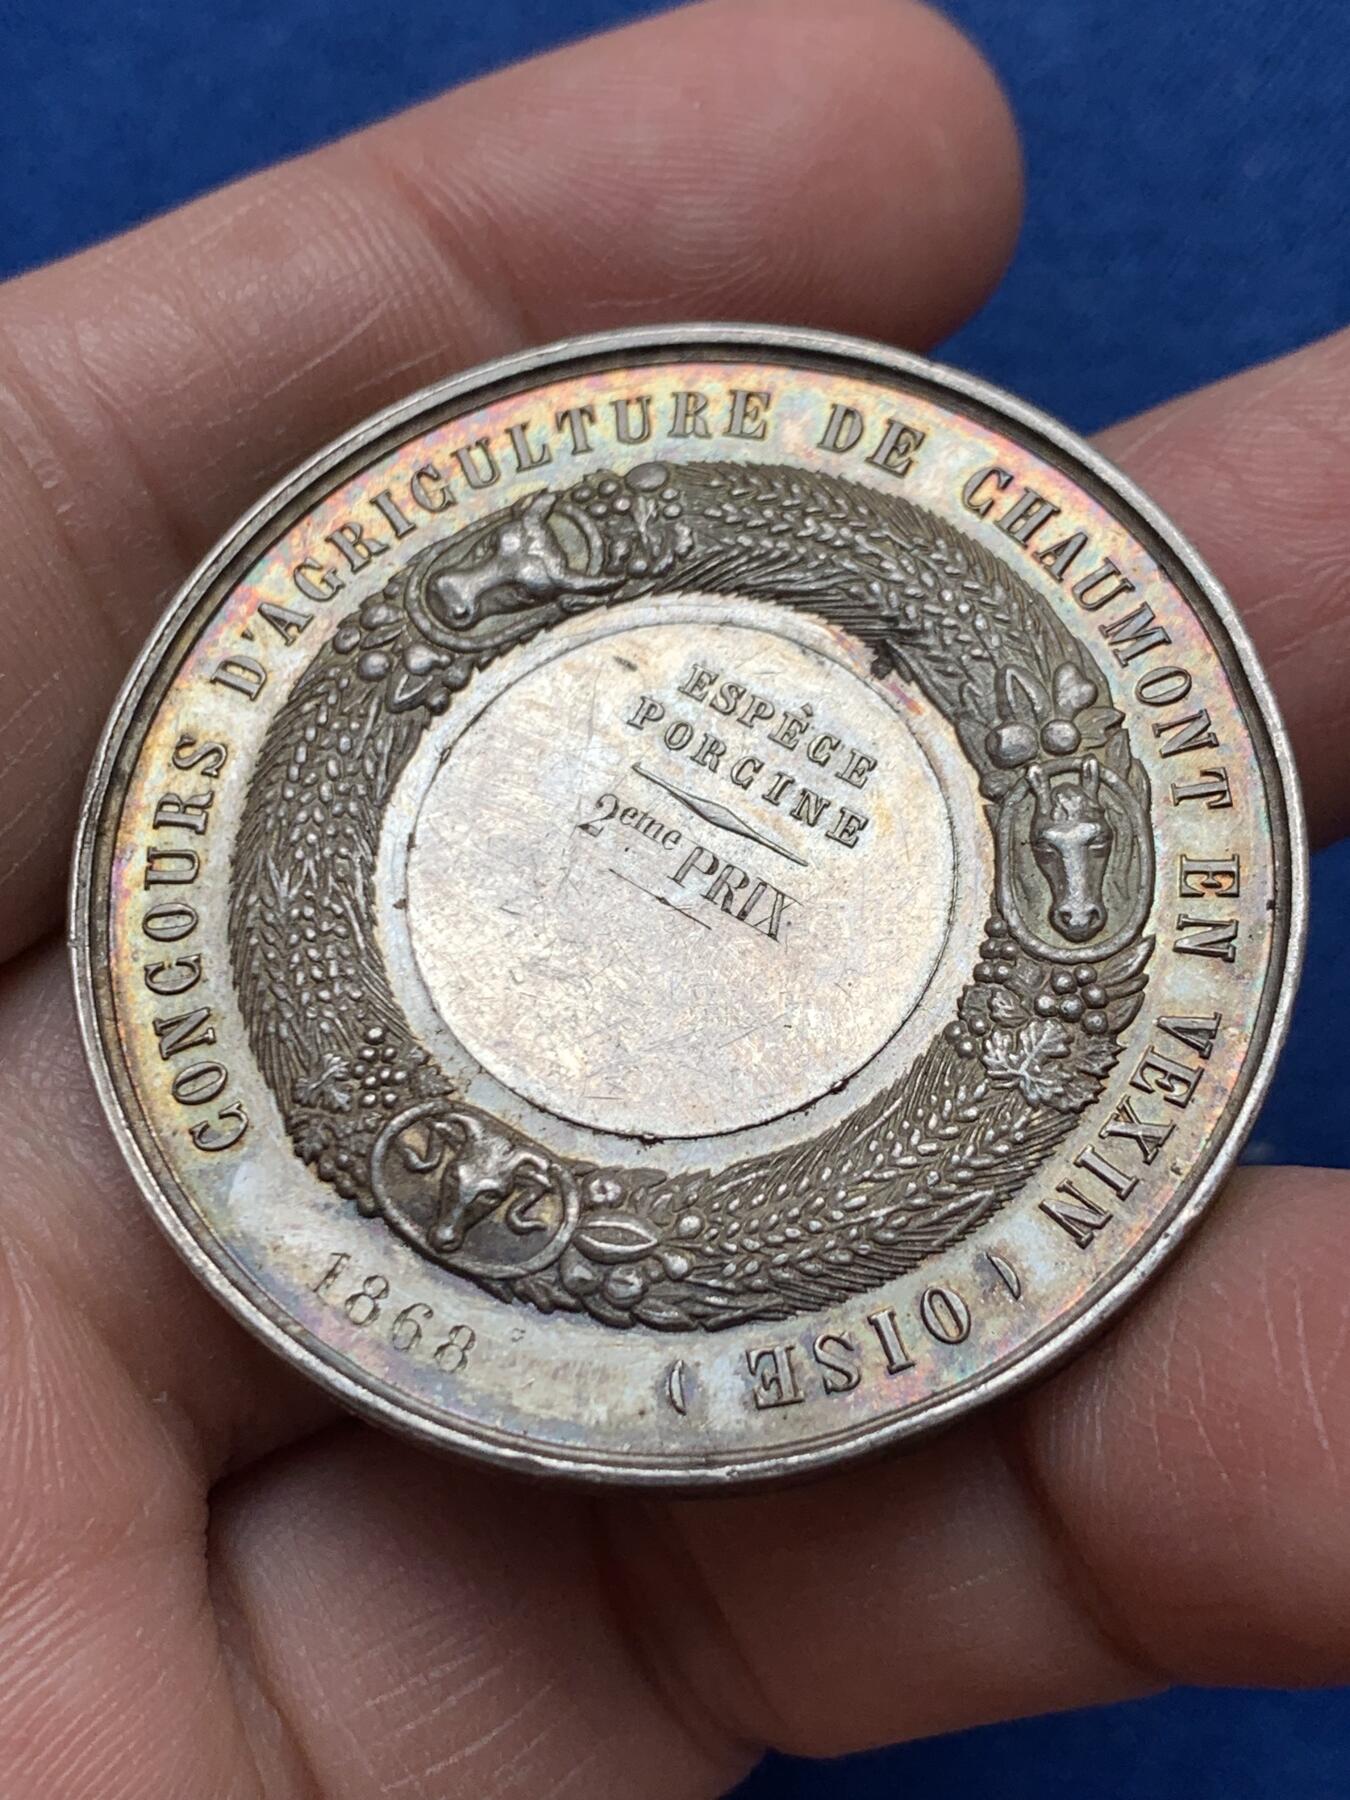 CONCOURS D'AGRICULTURE DE CHAUMONT EN VEXIN (OISE)
ESPÈCE
PORCINE
2eme PRIX
1868